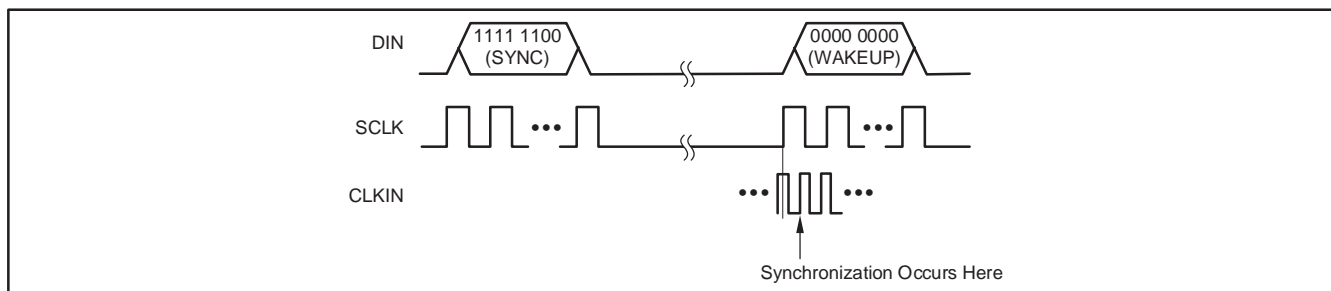 DIN
1111 1100
(SYNC)
0000 0000
(WAKEUP)
SCLK
CLKIN
Synchronization Occurs Here